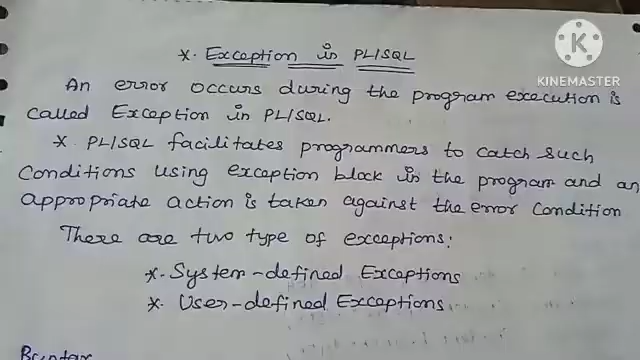 *. Exception in PL/SQL
KINEMASTER
An error occurs during the program execution is
called Exception in PL/SQL.
*. PL/SQL facilitates programmers to catch such
Conditions using exception block in the program and an
appropriate action is taken against the error condition
There are two type of exceptions:
*. System-defined Exceptions
*. User-defined Exceptions.